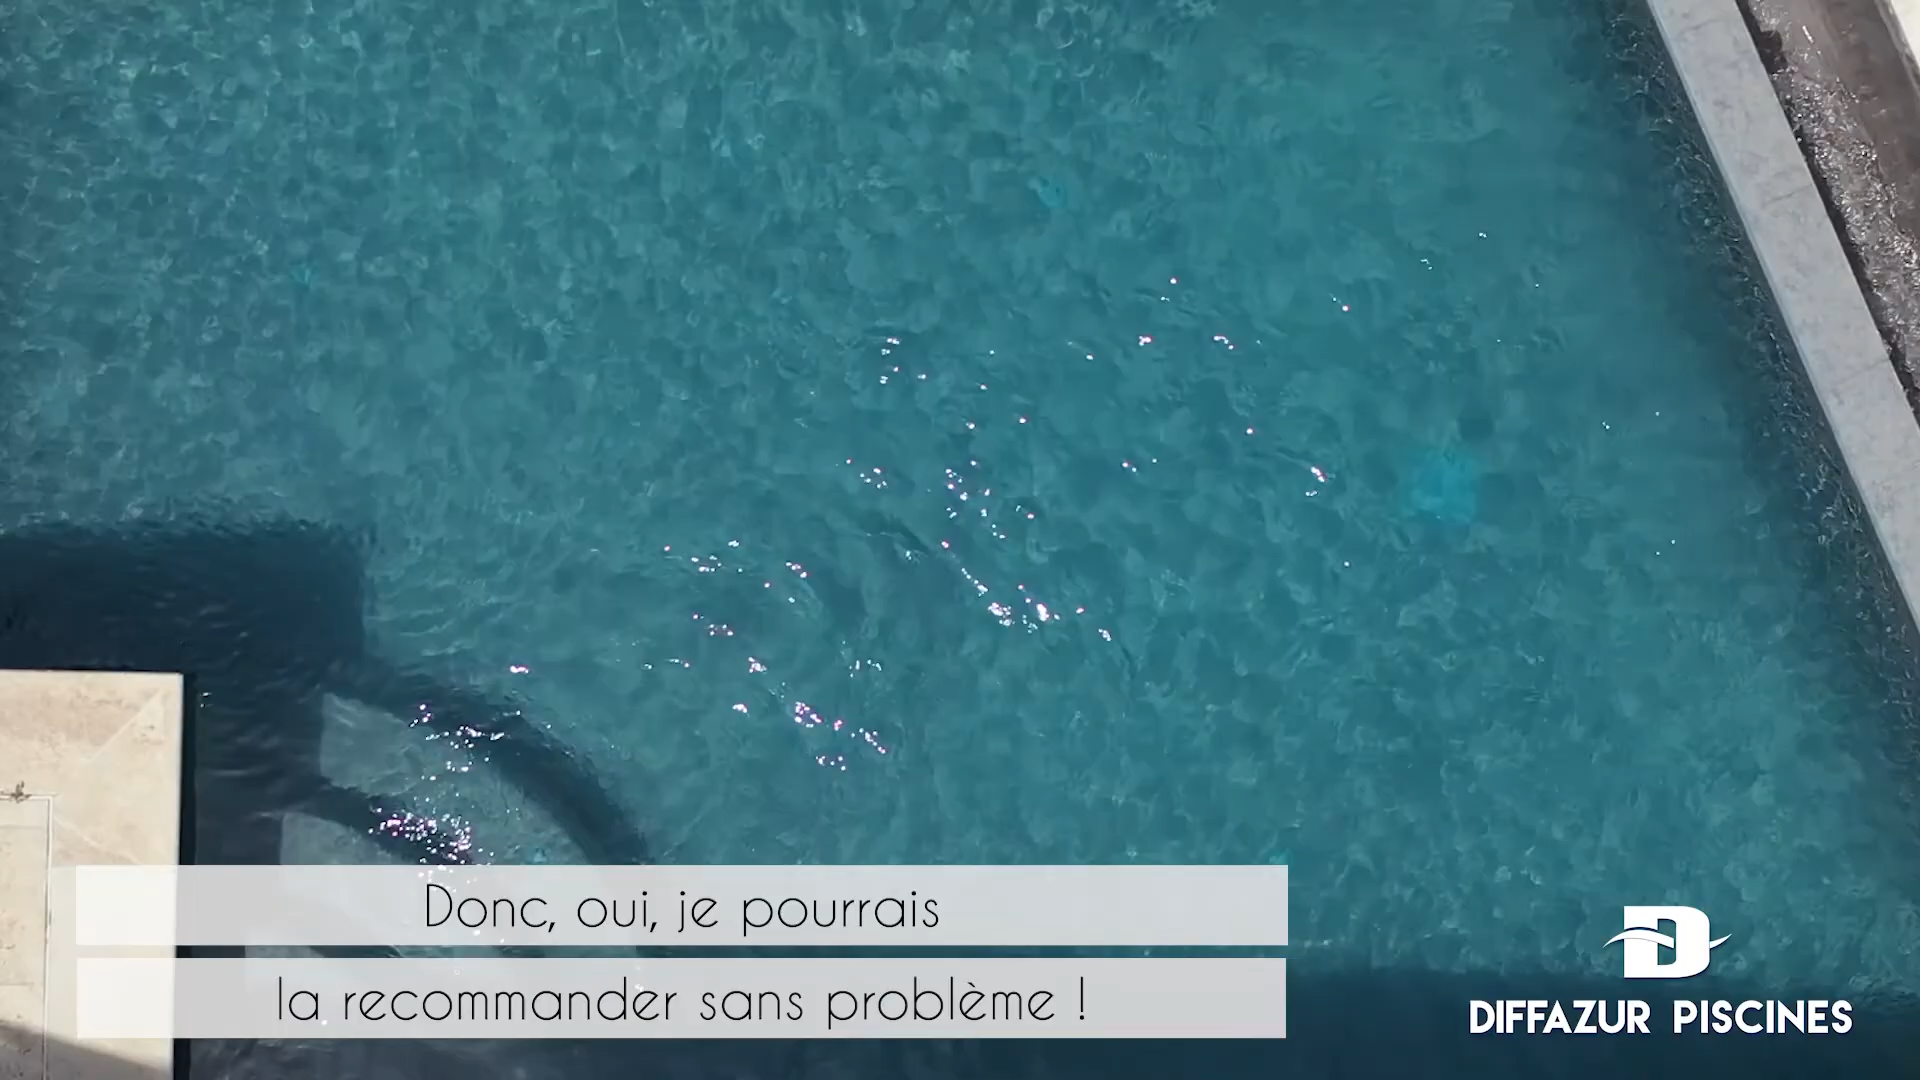 Donc, oui, je pourrais
la recommander sans problème !
DIFFAZUR PISCINES